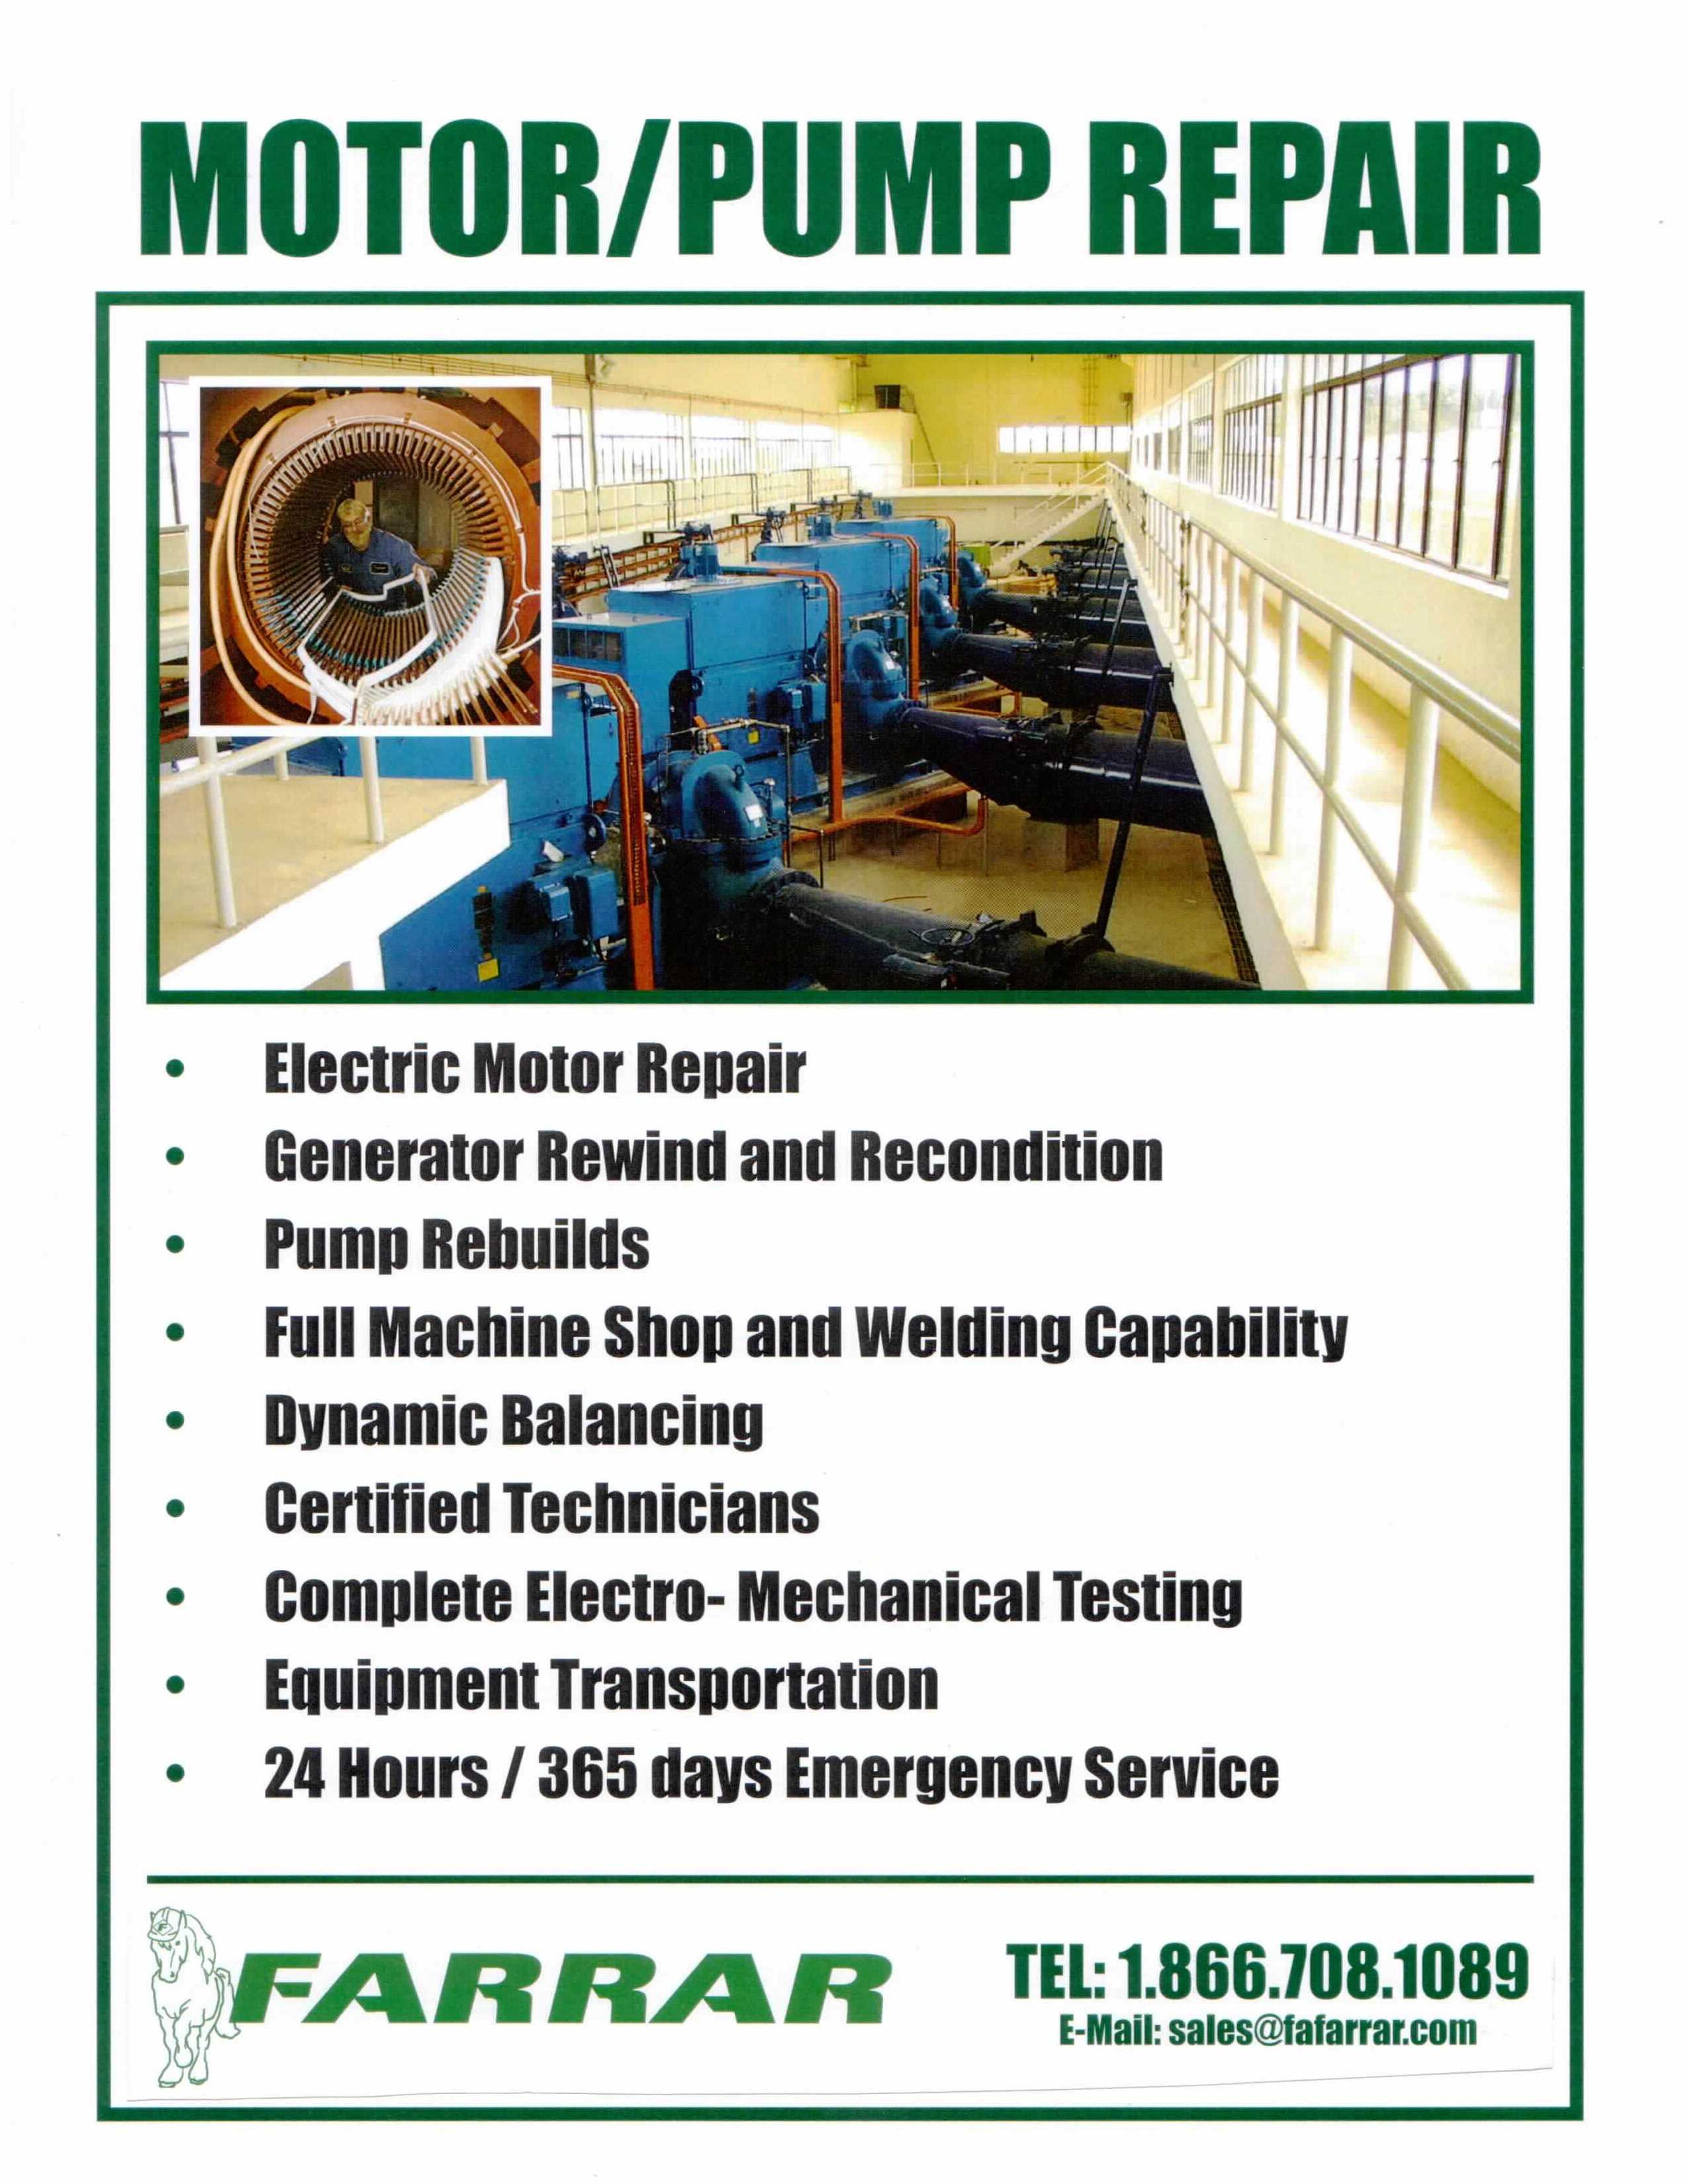 MOTOR/PUMP REPAIR
• Electric Motor Repair
• Generator Rewind and Recondition
• Pump Rebuilds
• Full Machine Shop and Welding Capability
• Dynamic Balancing
• Certified Technicians
• Complete Electro- Mechanical Testing
• Equipment Transportation
• 24 Hours / 365 days Emergency Service
FARRAR
TEL: 1.866.708.1089
E-Mail: sales@fafarrar.com